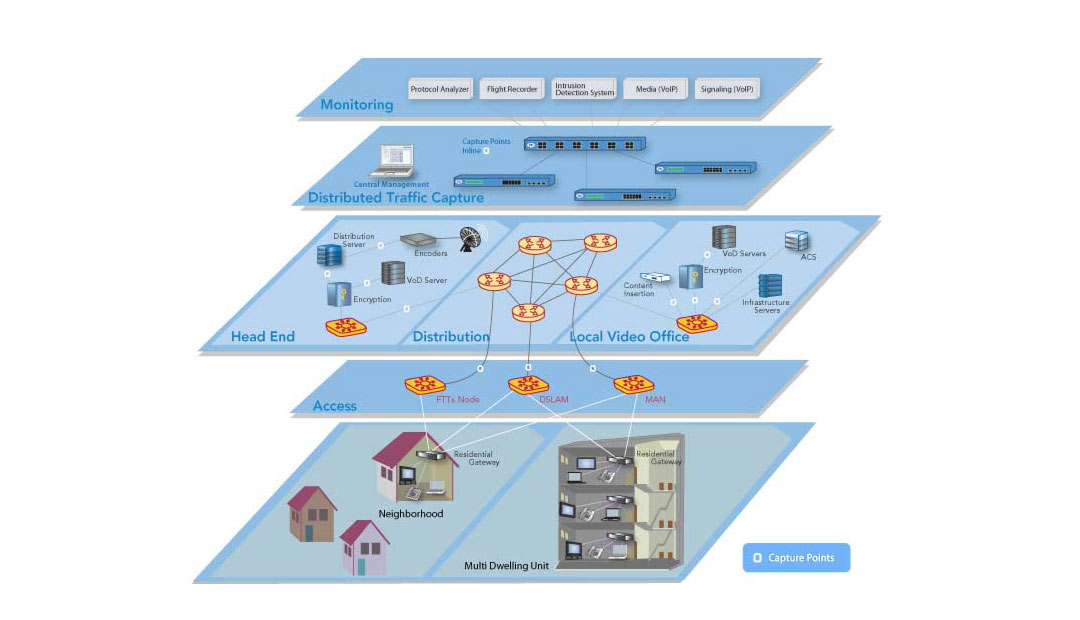 Protocol Analyzer
Flight Recorder
Intrusion
Detection System
Media (VoIP)
Signaling (VoIP)
Monitoring
Capture Points
Inline
Central Management
Distributed Traffic Capture
Distribution
Server
Encoders
VoD Server
Encryption
Head End
Distribution
VoD Servers
ACS
Encryption
Content
Insertion
Infrastructure
Servers
Local Video Office
FTTx Node
DSLAM
MAN
Access
Residential
Gateway
Neighborhood
Residential
Gateway
Multi Dwelling Unit
Capture Points